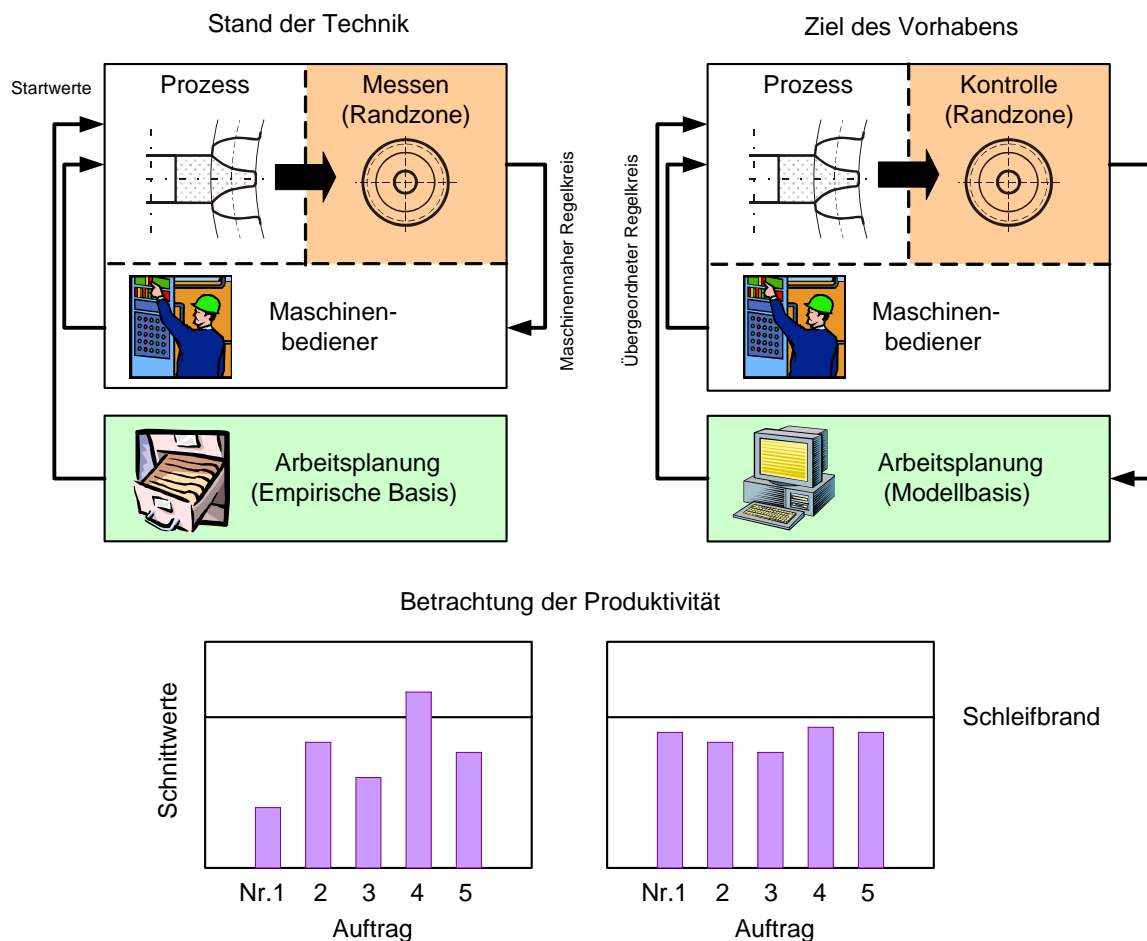 Stand der Technik
Startwerte
Prozess
Messen
(Randzone)
Maschinen-
bediener
Maschinennaher Regelkreis
Arbeitsplanung
(Empirische Basis)
Ziel des Vorhabens
Prozess
Kontrolle
(Randzone)
Maschinen-
bediener
Übergeordneter Regelkreis
Arbeitsplanung
(Modellbasis)
Betrachtung der Produktivität
Schnittwerte
Nr.1 2 3 4 5
Auftrag
Schleifbrand
Nr.1 2 3 4 5
Auftrag